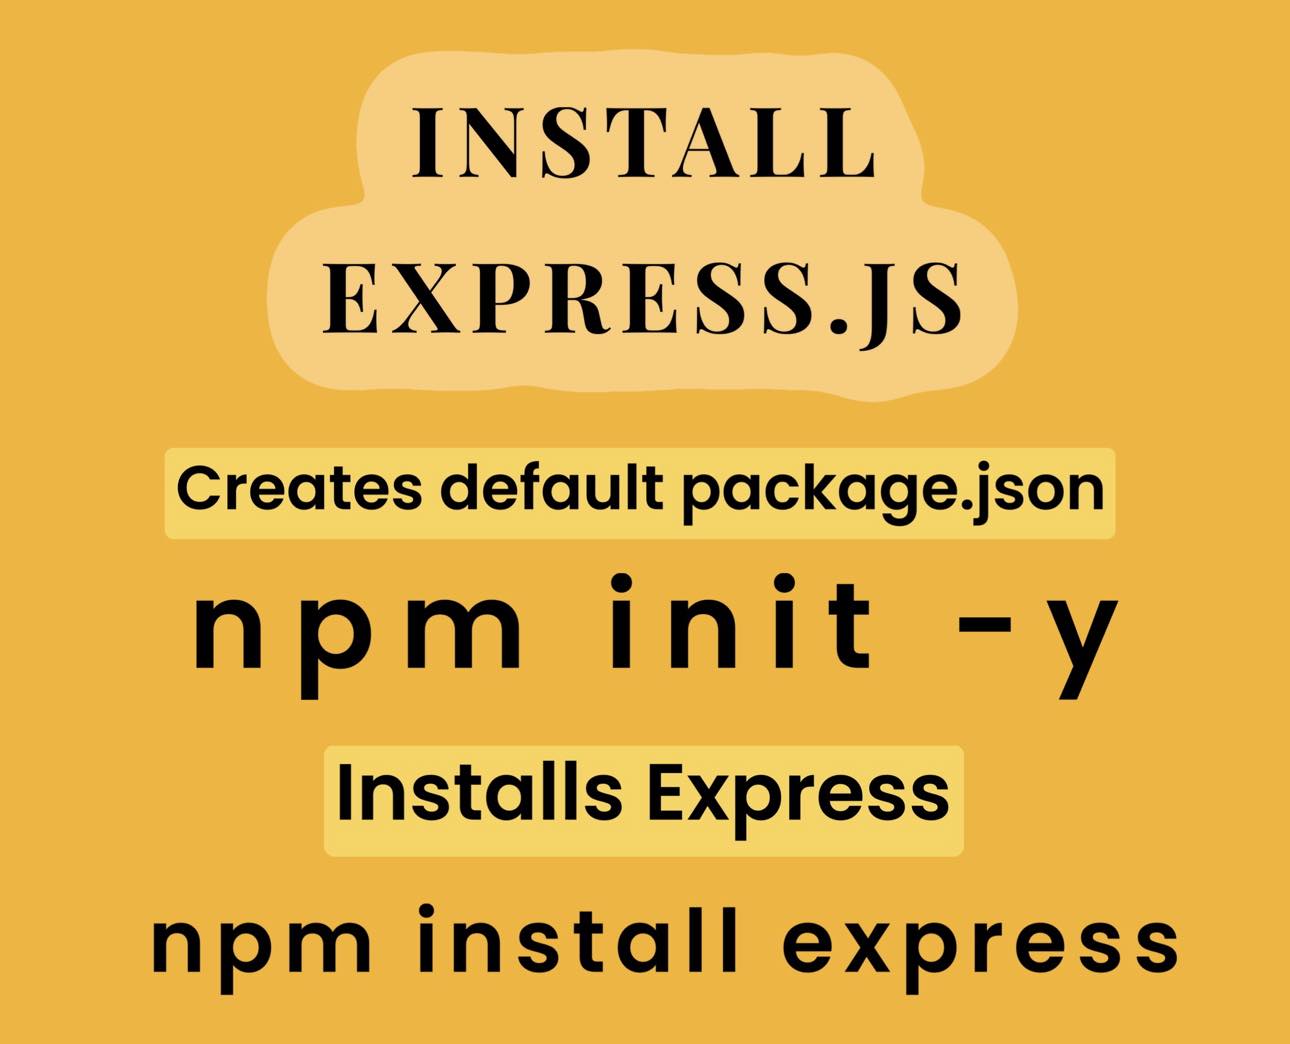 INSTALL
EXPRESS.JS
Creates default package.json
npm init -y
Installs Express
npm install express